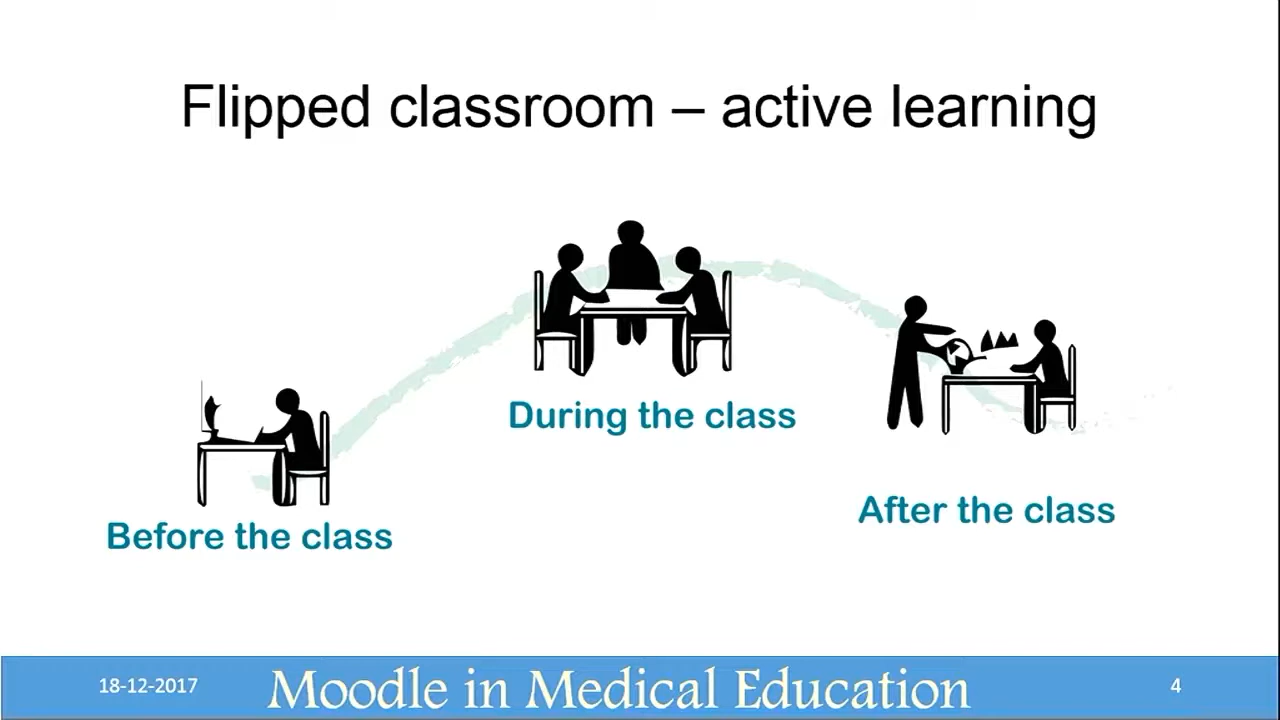 Flipped classroom – active learning
During the class
After the class
Before the class
18-12-2017
Moodle in Medical Education
4